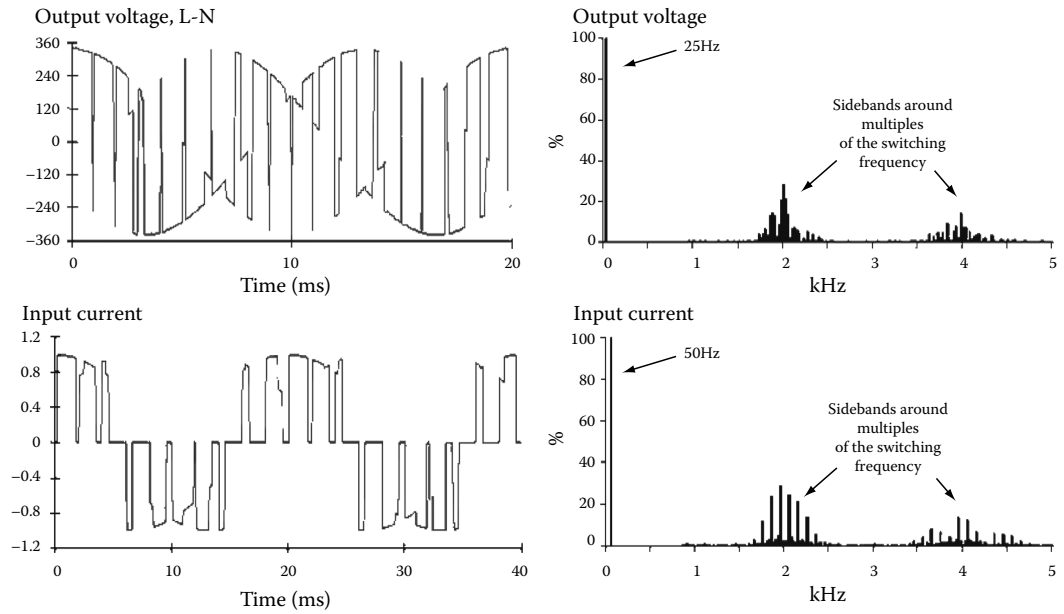 Output voltage, L-N
360
240
120
0
−120
−240
−360
0
10
20
Time (ms)
Output voltage
100
80
60
40
20
0
%
25Hz
Sidebands around
multiples
of the switching
frequency
0
1
2
3
4
5
kHz
Input current
1.2
0.8
0.4
0
−0.4
−0.8
−1.2
0
10
20
30
40
Time (ms)
Input current
100
80
60
40
20
0
%
50Hz
Sidebands around
multiples
of the switching
frequency
0
1
2
3
4
5
kHz